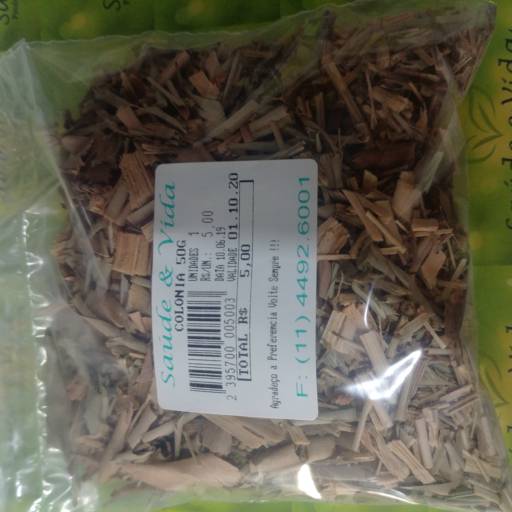 Saúde & Vida
COLONIA 50G
UNIDADES 1
R$/UN.: 5,00
DATA 10.06.19
VALIDADE 01.10.20
2 395700 005003
TOTAL R$ 5,00
Agradeço a Preferencia Volte Sempre !!!
F: (11) 4492.6001